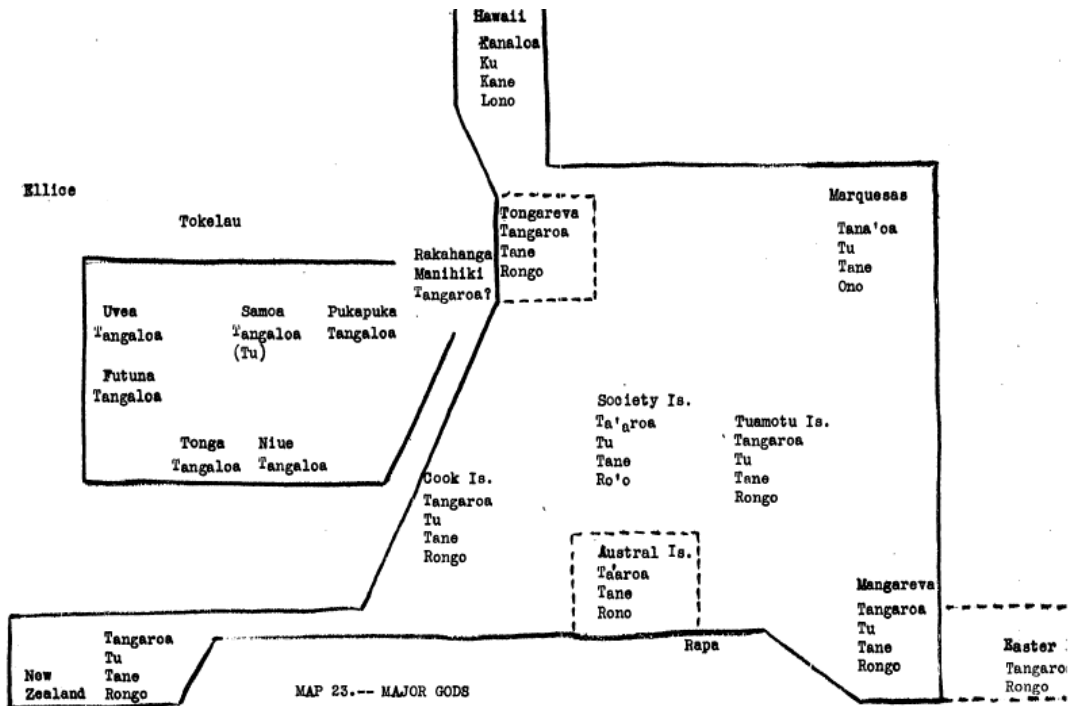 Hawaii
Kanaloa
Ku
Kane
Lono
Ellice
Tokelau
Tongareva
Tangaroa
Tane
Rongo
Marquesas
Tana'oa
Tu
Tane
Ono
Rakahanga
Manihiki
Tangaroa?
Uvea
Tangaloa
Samoa
Tangaloa
(Tu)
Pukapuka
Tangaloa
Futuna
Tangaloa
Tonga
Tangaloa
Niue
Tangaloa
Society Is.
Ta'aroa
Tu
Tane
Ro'o
Tuamotu Is.
Tangaroa
Tu
Tane
Rongo
Cook Is.
Tangaroa
Tu
Tane
Rongo
Austral Is.
Ta'aroa
Tane
Rono
Rapa
Mangareva
Tangaroa
Tu
Tane
Rongo
Easter
Tangaro
Rongo
New
Zealand
Tangaroa
Tu
Tane
Rongo
MAP 23.-- MAJOR GODS